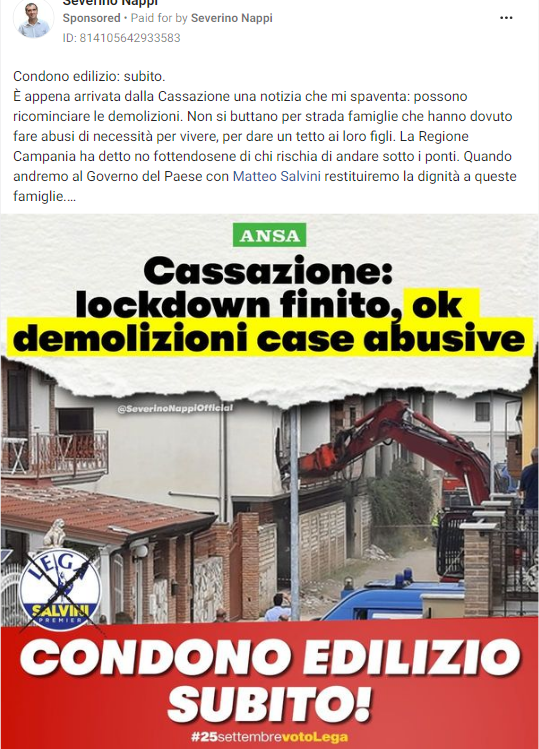 Severino Nappi
Sponsored • Paid for by Severino Nappi
ID: 814105642933583
Condono edilizio: subito.
È appena arrivata dalla Cassazione una notizia che mi spaventa: possono
ricominciare le demolizioni. Non si buttano per strada famiglie che hanno dovuto
fare abusi di necessità per vivere, per dare un tetto ai loro figli. La Regione
Campania ha detto no fottendosene di chi rischia di andare sotto i ponti. Quando
andremo al Governo del Paese con Matteo Salvini restituiremo la dignità a queste
famiglie....
ANSA
Cassazione:
lockdown finito, ok
demolizioni case abusive
@SeverinoNappiOfficial
LEGA
SALVINI
PREMIER
CONDONO EDILIZIO
SUBITO!
#25settembrevotoLega